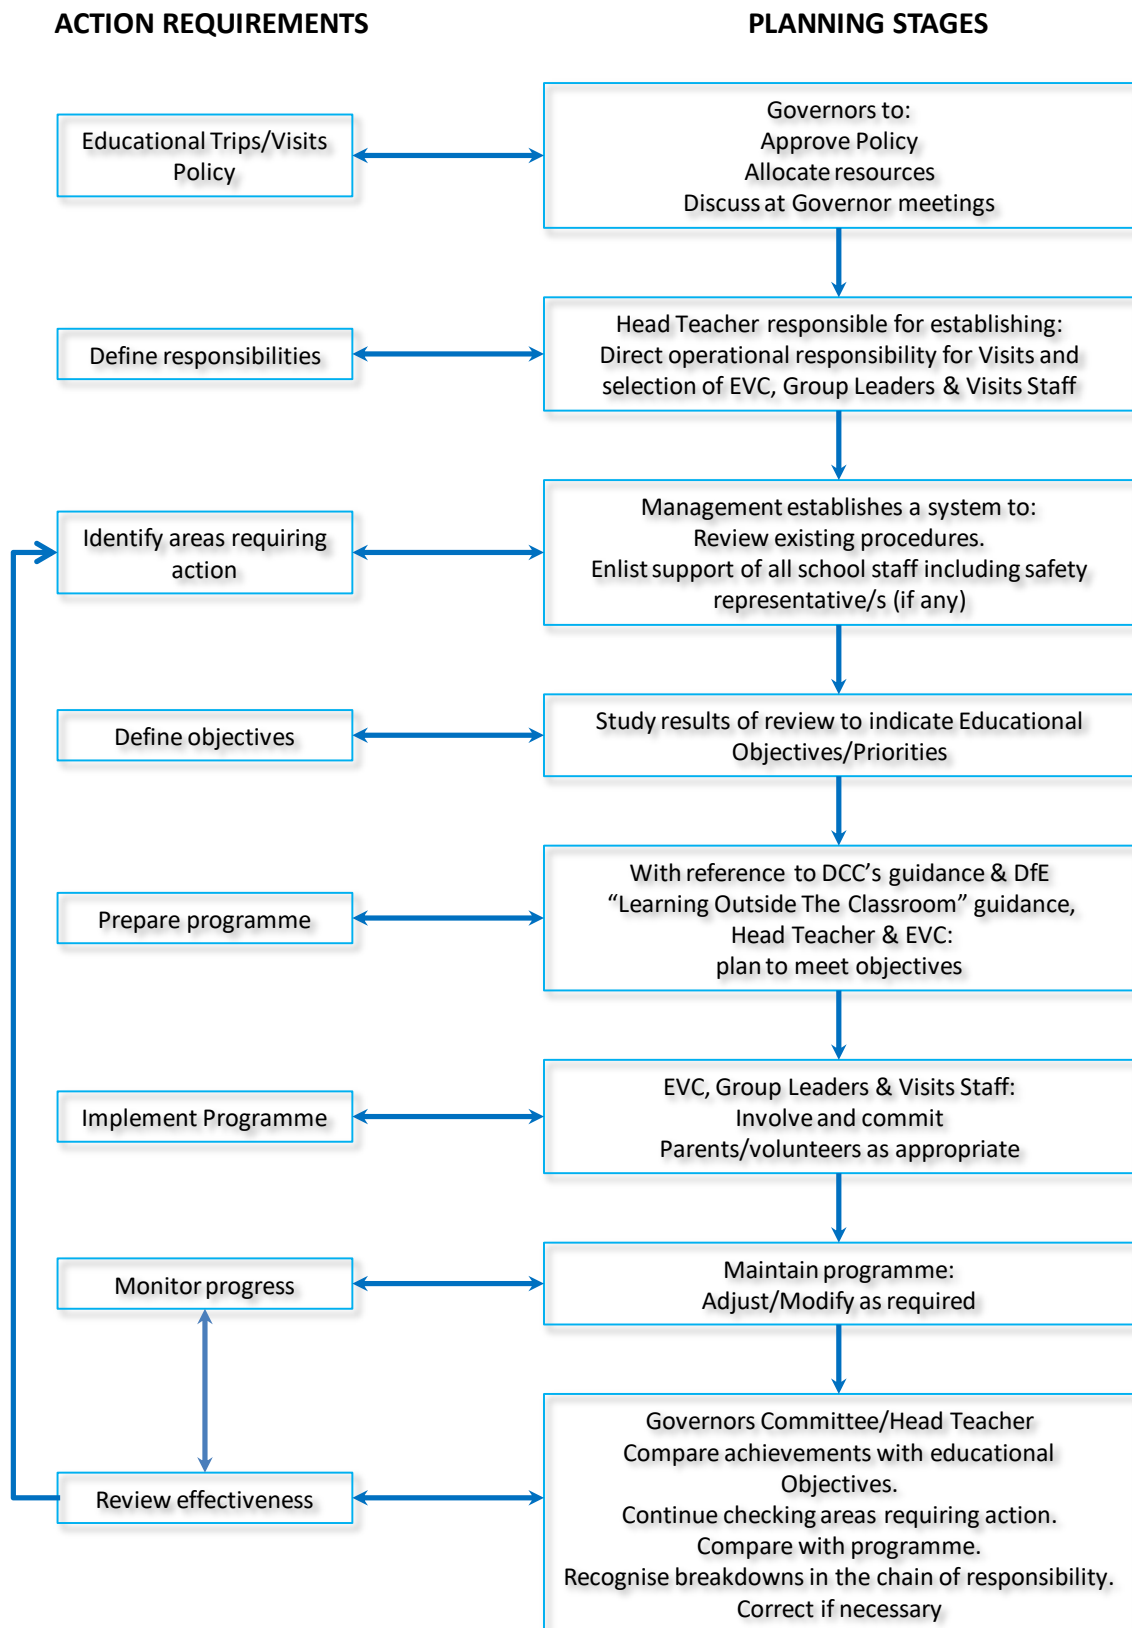 ACTION REQUIREMENTS
PLANNING STAGES
Educational Trips/Visits
Policy
Governors to:
Approve Policy
Allocate resources
Discuss at Governor meetings
Define responsibilities
Head Teacher responsible for establishing:
Direct operational responsibility for Visits and
selection of EVC, Group Leaders & Visits Staff
Identify areas requiring
action
Management establishes a system to:
Review existing procedures.
Enlist support of all school staff including safety
representative/s (if any)
Define objectives
Study results of review to indicate Educational
Objectives/Priorities
Prepare programme
With reference to DCC’s guidance & DfE
“Learning Outside The Classroom” guidance,
Head Teacher & EVC:
plan to meet objectives
Implement Programme
EVC, Group Leaders & Visits Staff:
Involve and commit
Parents/volunteers as appropriate
Monitor progress
Maintain programme:
Adjust/Modify as required
Review effectiveness
Governors Committee/Head Teacher
Compare achievements with educational
Objectives.
Continue checking areas requiring action.
Compare with programme.
Recognise breakdowns in the chain of responsibility.
Correct if necessary